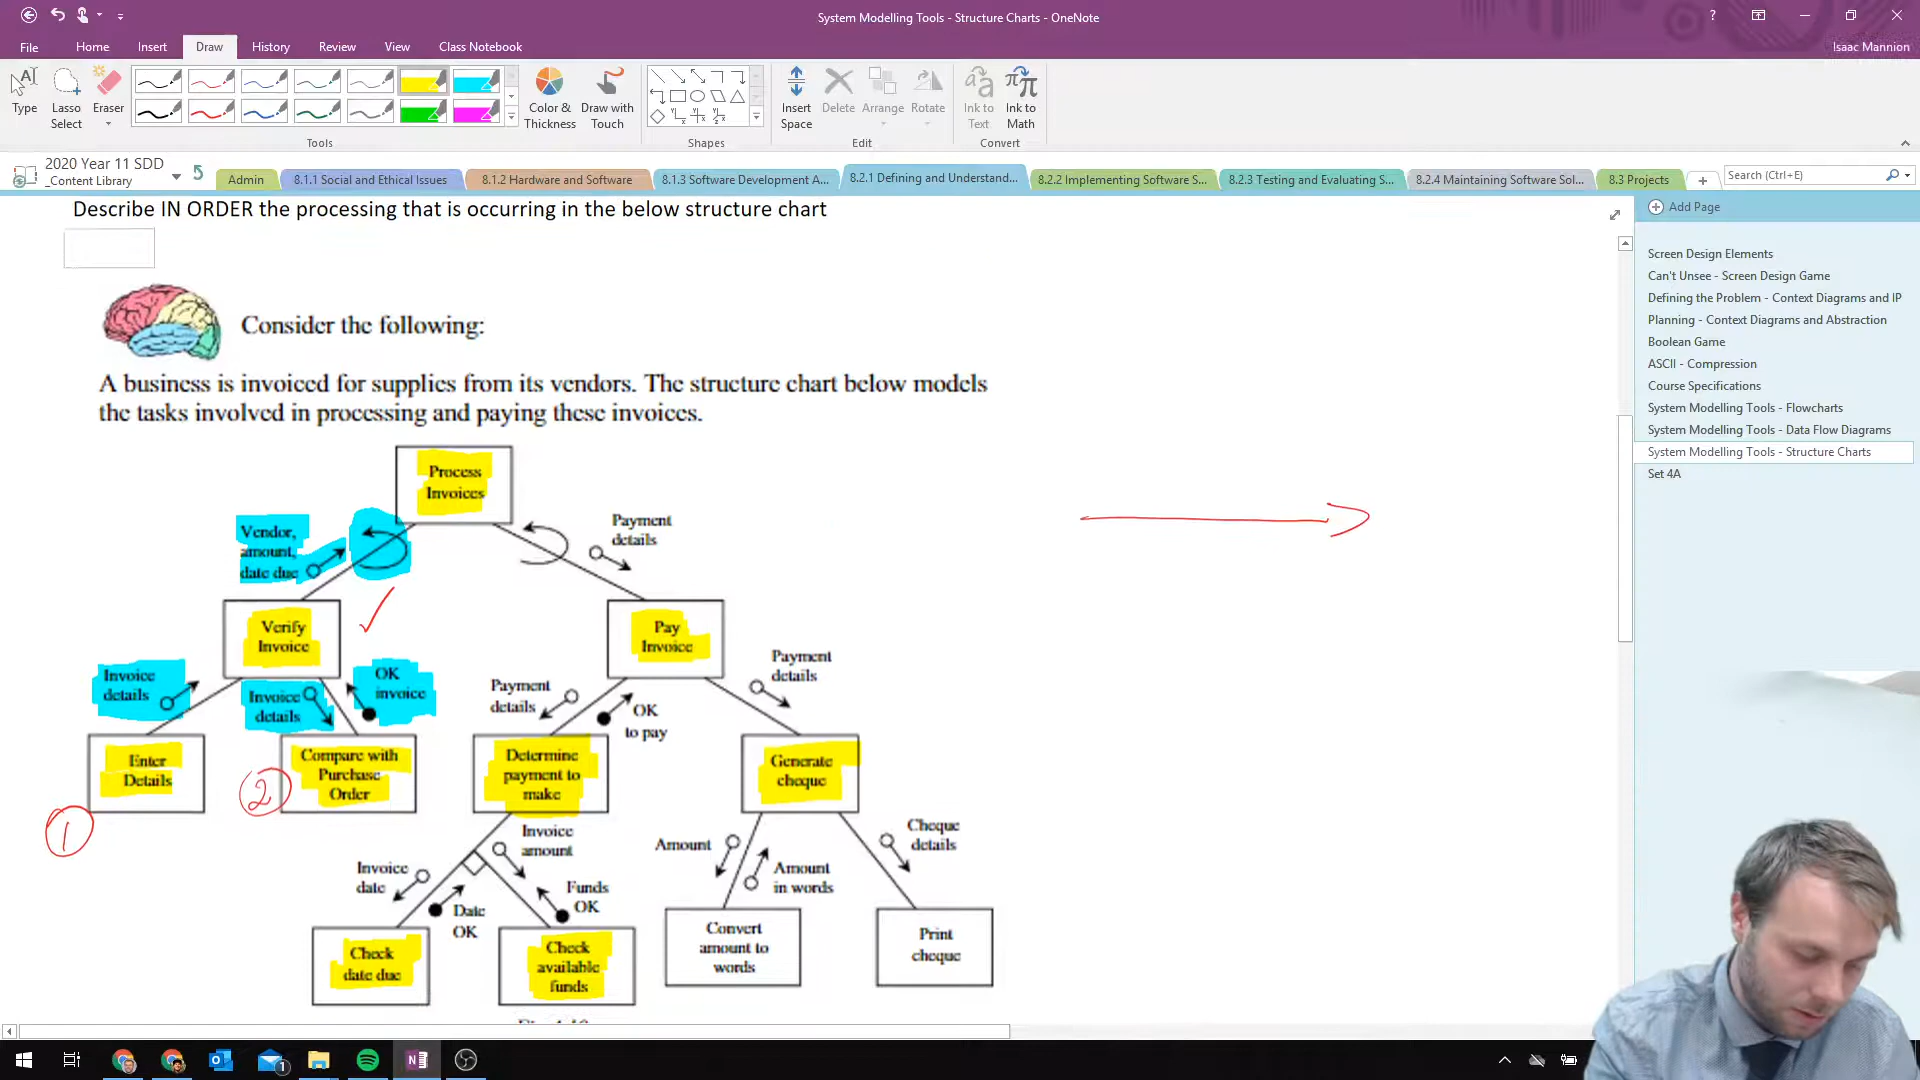 System Modelling Tools - Structure Charts - OneNote
?
Isaac Mannion
File Home Insert Draw History Review View Class Notebook
Type
Lasso Select
Eraser
Color & Thickness
Draw with Touch
Insert Space
Delete
Arrange
Rotate
Ink to Text
Ink to Math
Tools
Shapes
Edit
Convert
2020 Year 11 SDD
_Content Library
Admin
8.1.1 Social and Ethical Issues
8.1.2 Hardware and Software
8.1.3 Software Development A...
8.2.1 Defining and Understand...
8.2.2 Implementing Software S...
8.2.3 Testing and Evaluating S...
8.2.4 Maintaining Software Sol...
8.3 Projects
Search (Ctrl+E)
Add Page
Screen Design Elements
Can't Unsee - Screen Design Game
Defining the Problem - Context Diagrams and IP
Planning - Context Diagrams and Abstraction
Boolean Game
ASCII - Compression
Course Specifications
System Modelling Tools - Flowcharts
System Modelling Tools - Data Flow Diagrams
System Modelling Tools - Structure Charts
Set 4A
Describe IN ORDER the processing that is occurring in the below structure chart
Consider the following:
A business is invoiced for supplies from its vendors. The structure chart below models
the tasks involved in processing and paying these invoices.
Process
Invoices
Vendor,
amount,
date due
Payment
details
Verify
Invoice
Pay
Invoice
Invoice
details
Invoice
details
OK
invoice
Payment
details
OK
to pay
Payment
details
Enter
Details
Compare with
Purchase
Order
Determine
payment to
make
Generate
cheque
1
2
Invoice
date
Date
OK
Invoice
amount
Funds
OK
Amount
Amount
in words
Cheque
details
Check
date due
Check
available
funds
Convert
amount to
words
Print
cheque